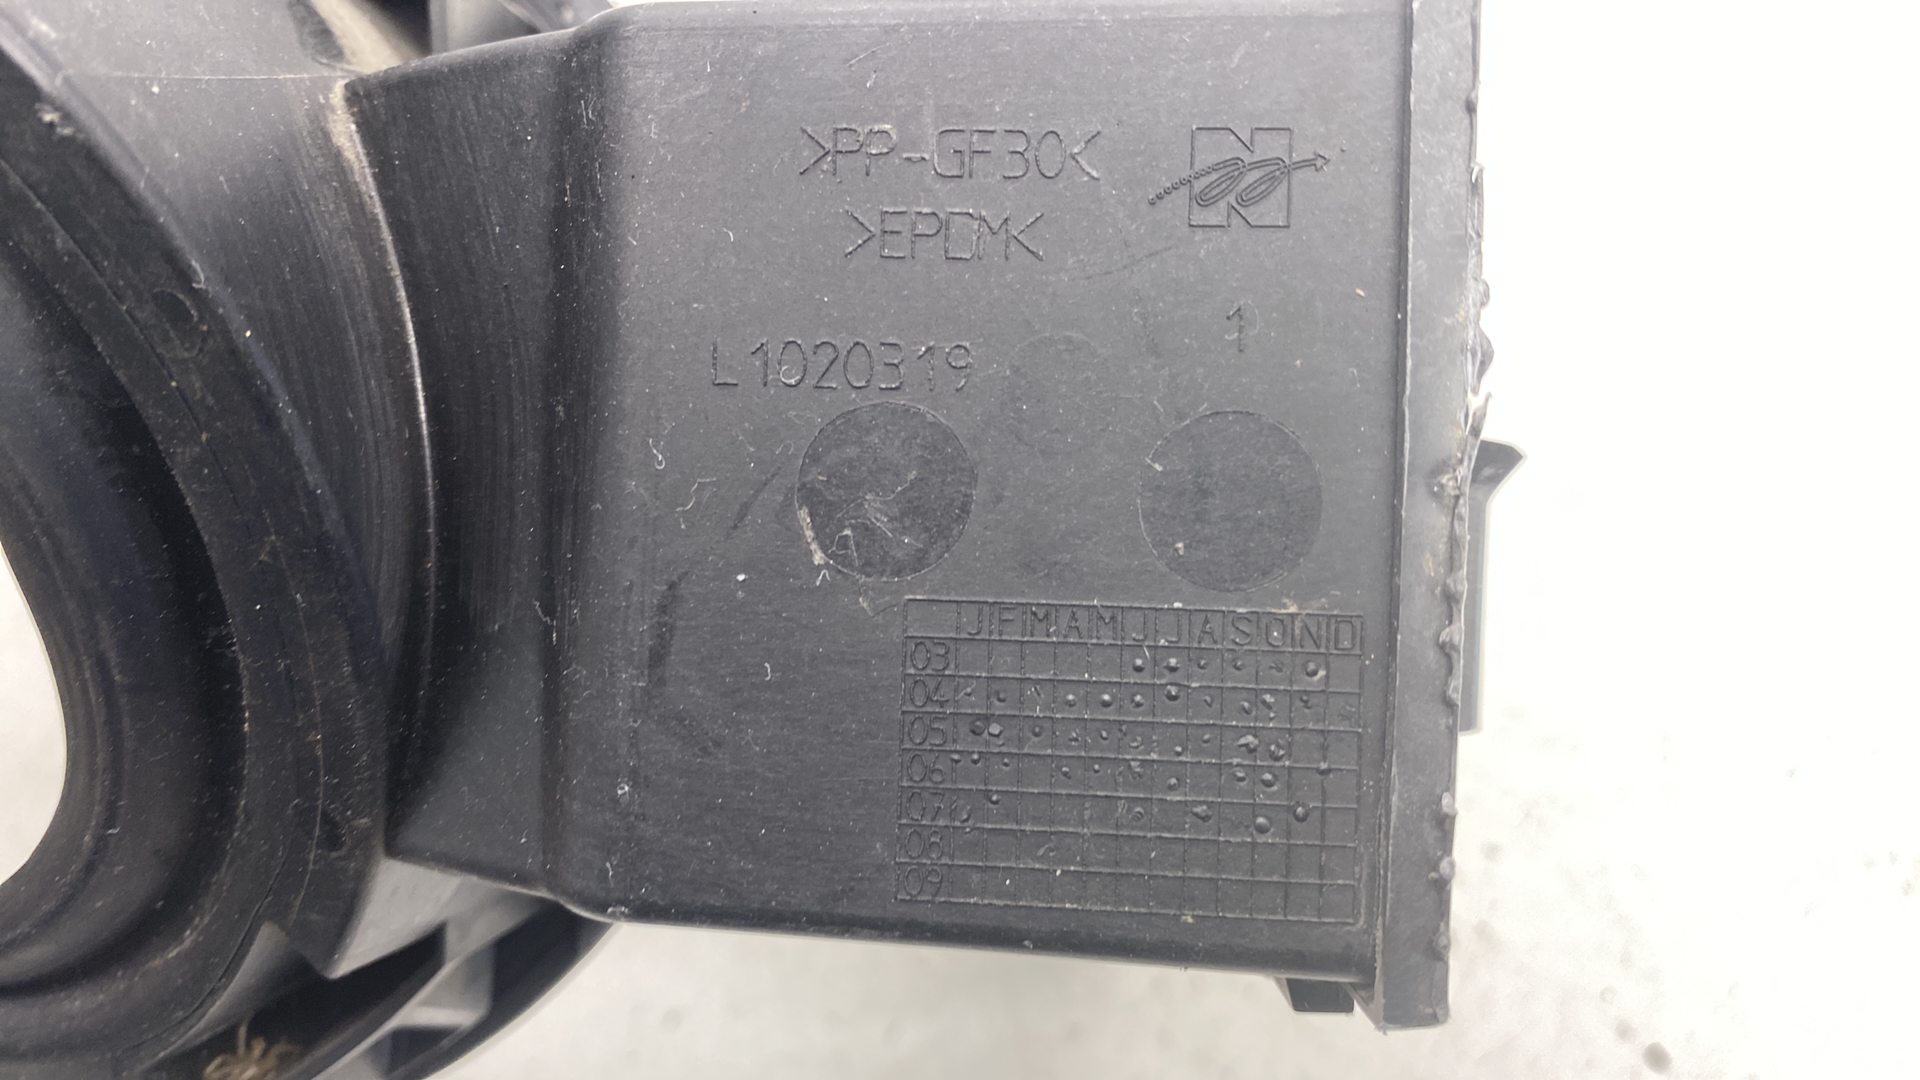 >PP-GF30<
>EPDM<
1
L1020319
J F M A M J J A S O N D
03
04
05
06
07
08
09